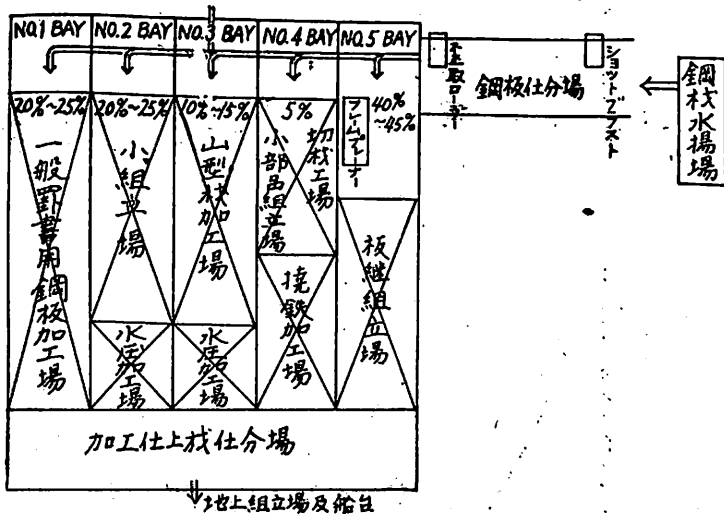 NO.1 BAY
NO.2 BAY
NO.3 BAY
NO.4 BAY
NO.5 BAY
20%~25%
20%~25%
10%~15%
5%
40%
~45%
一般罫書用鋼板加工場
小組立場
山型材加工場
小部品組立場
切材工場
フレームプレーナー
水圧加工場
水圧加工場
撓鉄加工場
板継組立場
加工仕上材仕分場
地上組立場及船台
取ローラー
鋼板仕分場
ショットブラスト
鋼材水揚場